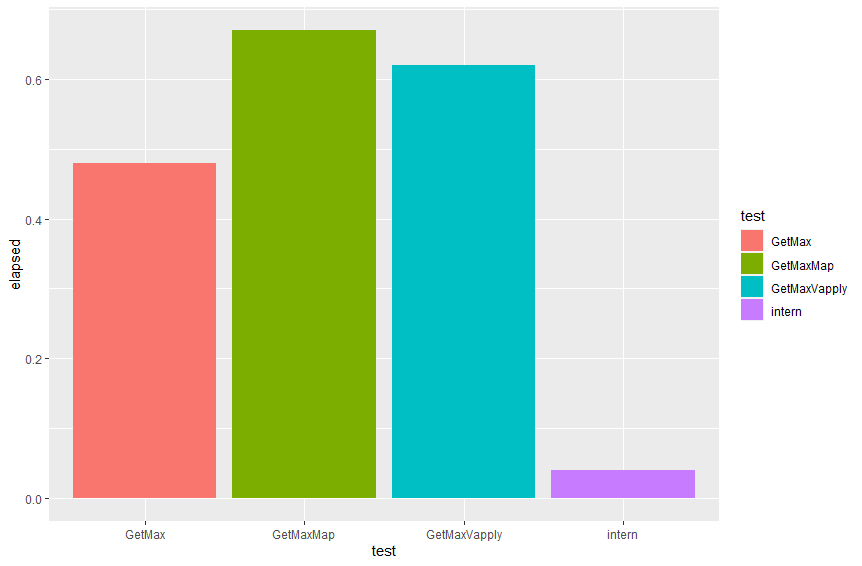 elapsed
0.6
0.4
0.2
0.0
GetMax
GetMaxMap
GetMaxVapply
intern
test
test
GetMax
GetMaxMap
GetMaxVapply
intern